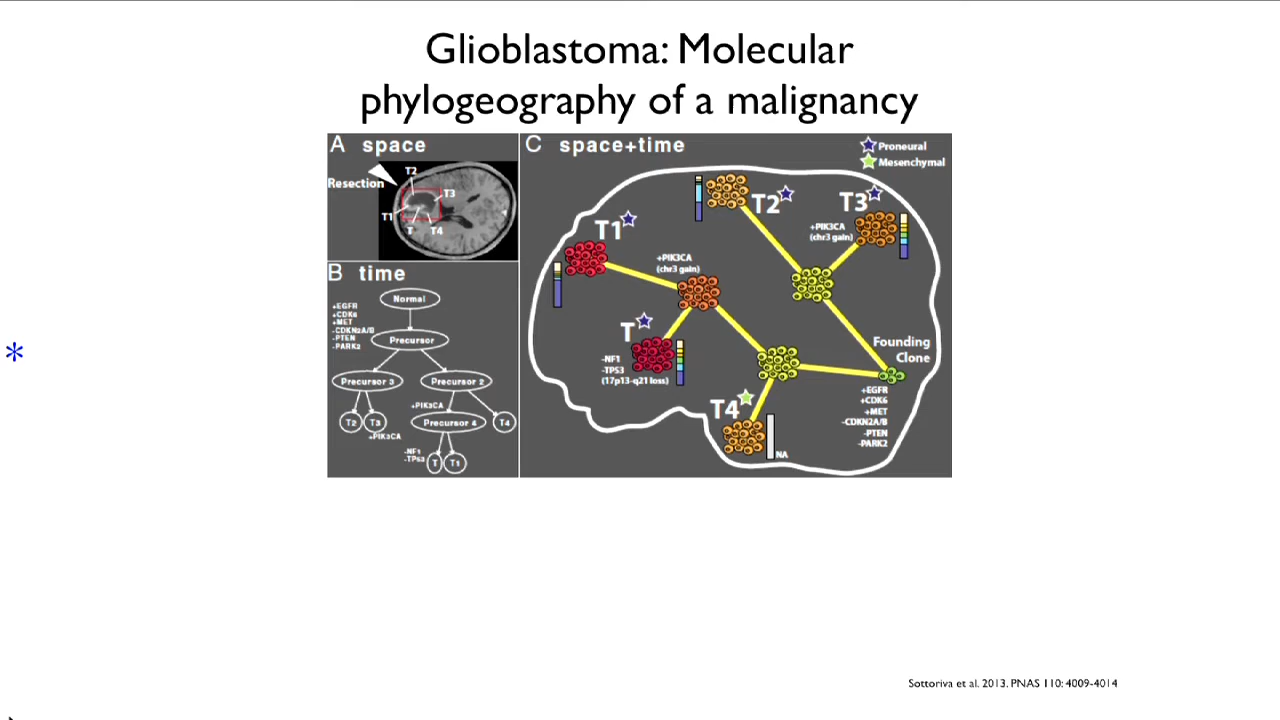 Glioblastoma: Molecular
phylogeography of a malignancy
A space
Resection
T2
T3
T1
T
T4
B time
Normal
+EGFR
+CDK6
+MET
-CDKN2A/B
-PTEN
-PARK2
Precursor
Precursor 3
Precursor 2
+PIK3CA
T2
T3
Precursor 4
T4
+PIK3CA
-NF1
-TP53
T
T1
C space+time
Proneural
Mesenchymal
T1
T2
T3
+PIK3CA
(chr3 gain)
+PIK3CA
(chr3 gain)
T
-NF1
-TP53
(17p13-q21 loss)
T4
NA
Founding
Clone
+EGFR
+CDK6
+MET
-CDKN2A/B
-PTEN
-PARK2
*
Sottoriva et al. 2013. PNAS 110: 4009-4014